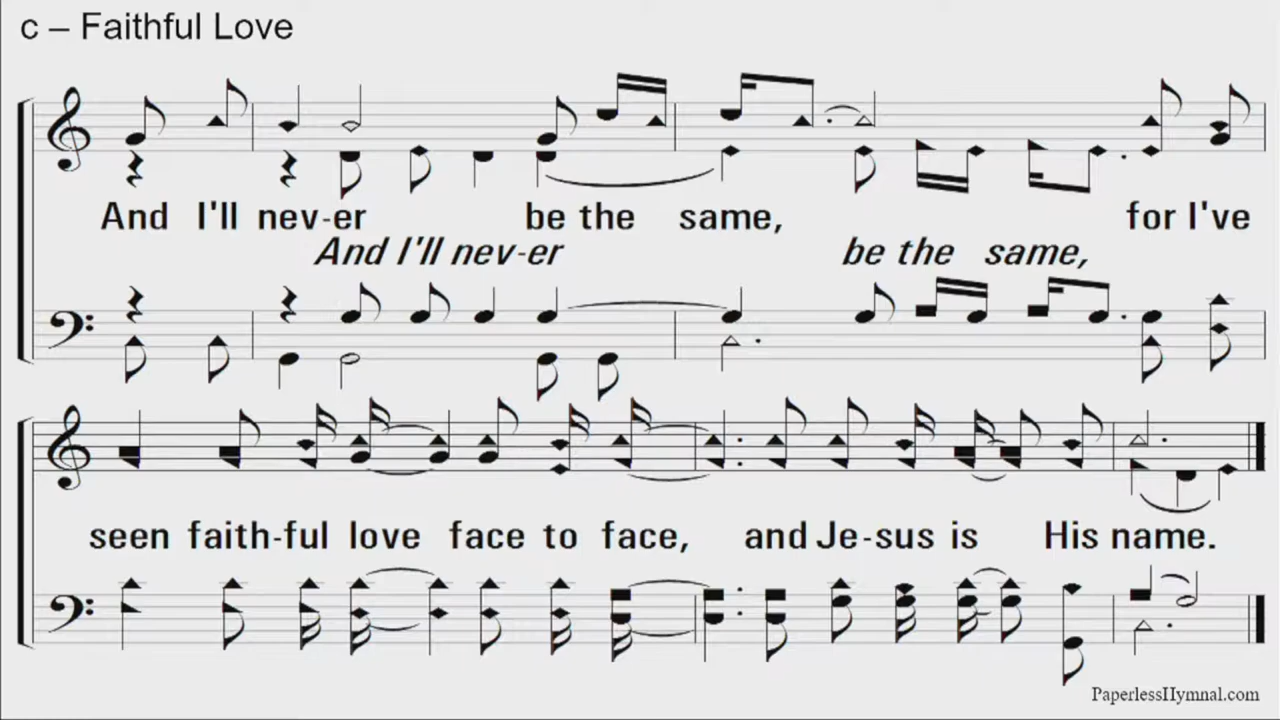 c – Faithful Love
And I'll nev-er be the same, for I've
And I'll nev-er be the same,
seen faith-ful love face to face, and Je-sus is His name.
PaperlessHymnal.com